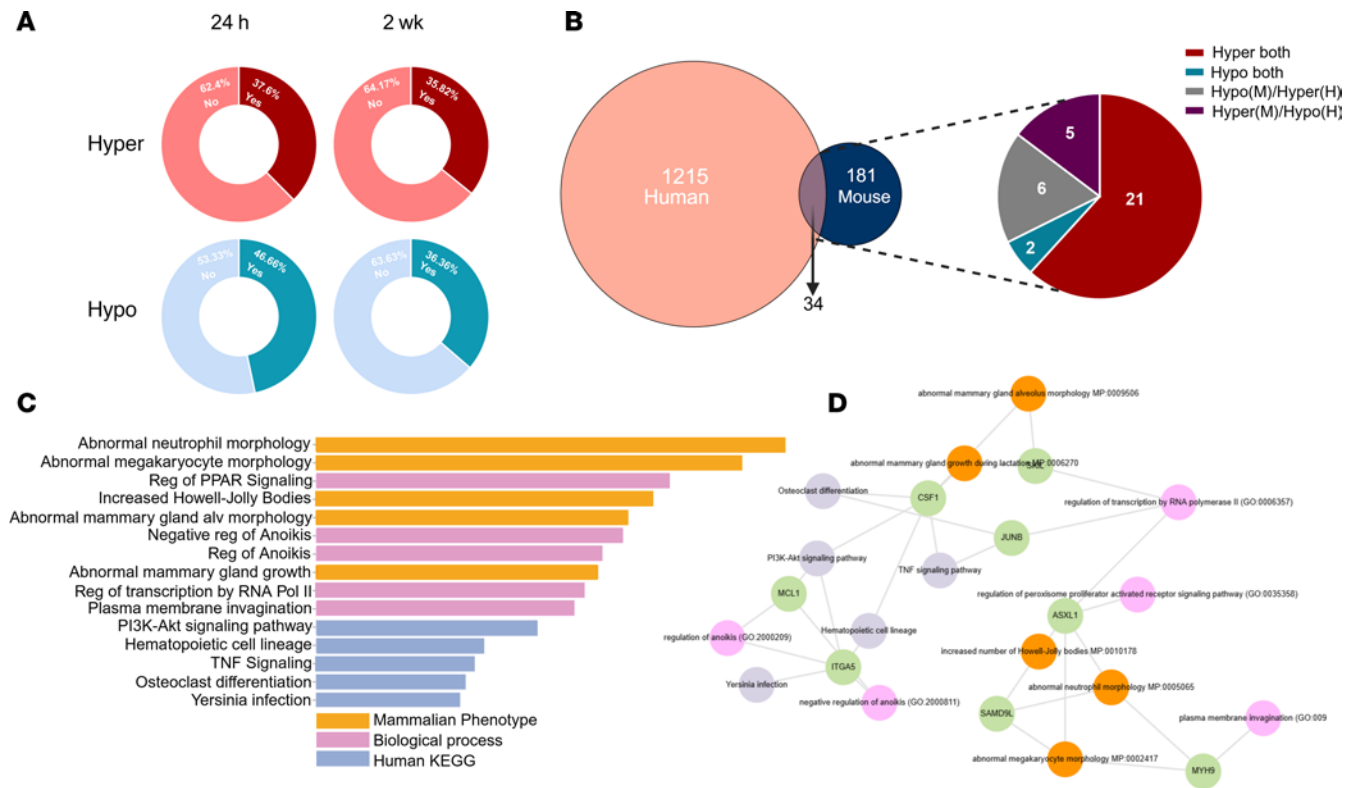 A
24 h
2 wk
Hyper
62.4%
No
37.6%
Yes
64.17%
No
35.82%
Yes
Hypo
53.33%
No
46.66%
Yes
63.63%
No
36.36%
Yes
B
1215
Human
181
Mouse
34
5
6
2
21
Hyper both
Hypo both
Hypo(M)/Hyper(H)
Hyper(M)/Hypo(H)
C
Abnormal neutrophil morphology
Abnormal megakaryocyte morphology
Reg of PPAR Signaling
Increased Howell-Jolly Bodies
Abnormal mammary gland alv morphology
Negative reg of Anoikis
Reg of Anoikis
Abnormal mammary gland growth
Reg of transcription by RNA Pol II
Plasma membrane invagination
PI3K-Akt signaling pathway
Hematopoietic cell lineage
TNF Signaling
Osteoclast differentiation
Yersinia infection
Mammalian Phenotype
Biological process
Human KEGG
D
abnormal mammary gland alveolus morphology MP:0009506
abnormal mammary gland growth during lactation MP:0006270
Osteoclast differentiation
CSF1
regulation of transcription by RNA polymerase II (GO:0006357)
JUNB
PI3K-Akt signaling pathway
TNF signaling pathway
MCL1
regulation of peroxisome proliferator activated receptor signaling pathway (GO:0035358)
ASXL1
Hematopoietic cell lineage
regulation of anoikis (GO:2000209)
increased number of Howell-Jolly bodies MP:0010178
ITGA5
Yersinia infection
abnormal neutrophil morphology MP:0005065
negative regulation of anoikis (GO:2000811)
SAMD9L
plasma membrane invagination (GO:009
abnormal megakaryocyte morphology MP:0002417
MYH9